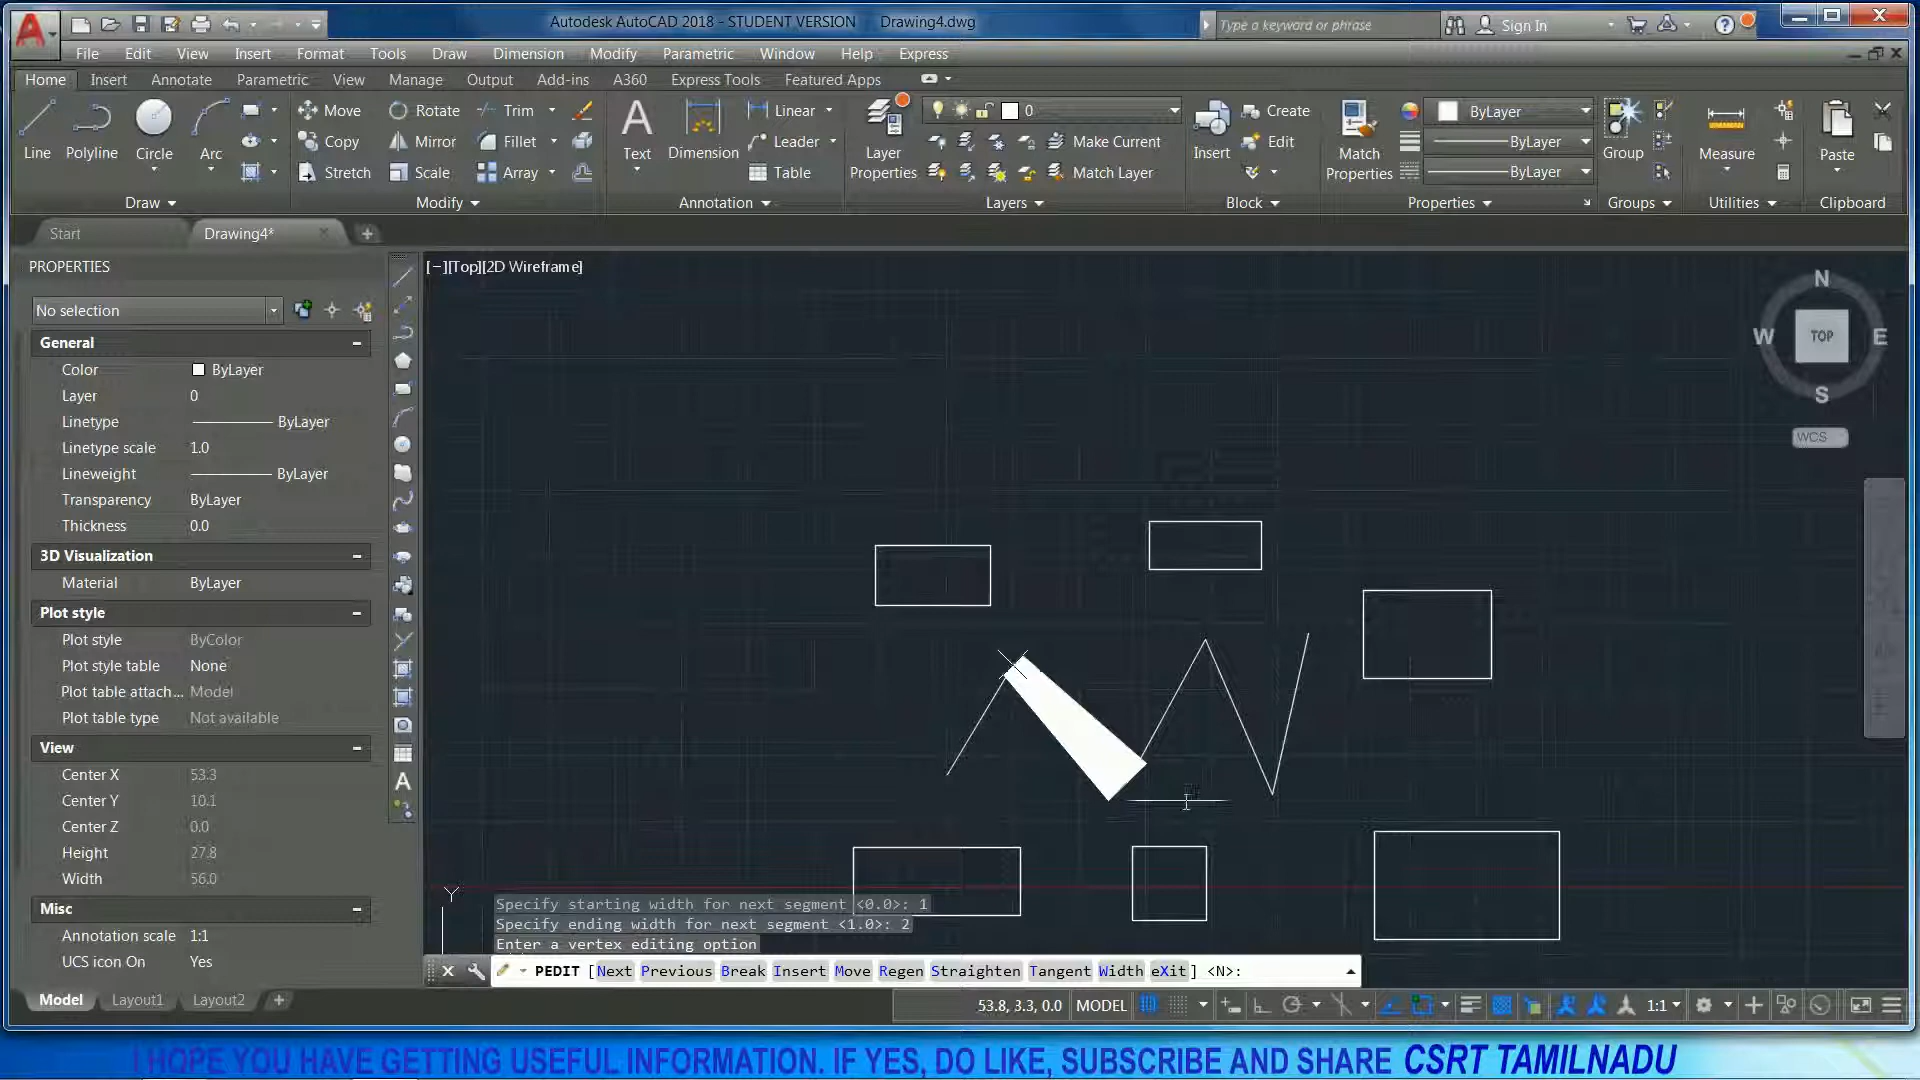 Autodesk AutoCAD 2018 - STUDENT VERSION Drawing4.dwg
Type a keyword or phrase
Sign In
File Edit View Insert Format Tools Draw Dimension Modify Parametric Window Help Express
Home Insert Annotate Parametric View Manage Output Add-ins A360 Express Tools Featured Apps
Line
Polyline
Circle
Arc
Draw
Move
Rotate
Trim
Copy
Mirror
Fillet
Stretch
Scale
Array
Modify
Text
Dimension
Linear
Leader
Table
Annotation
Layer
Properties
0
Make Current
Match Layer
Layers
Insert
Create
Edit
Block
Match
Properties
ByLayer
ByLayer
ByLayer
Properties
Group
Groups
Measure
Utilities
Paste
Clipboard
Start
Drawing4*
PROPERTIES
No selection
General
Color ByLayer
Layer 0
Linetype ByLayer
Linetype scale 1.0
Lineweight ByLayer
Transparency ByLayer
Thickness 0.0
3D Visualization
Material ByLayer
Plot style
Plot style ByColor
Plot style table None
Plot table attach... Model
Plot table type Not available
View
Center X 53.3
Center Y 10.1
Center Z 0.0
Height 27.8
Width 56.0
Misc
Annotation scale 1:1
UCS icon On Yes
[−][Top][2D Wireframe]
N
W TOP E
S
WCS
Y
Specify starting width for next segment <0.0>: 1
Specify ending width for next segment <1.0>: 2
Enter a vertex editing option
PEDIT [Next Previous Break Insert Move Regen Straighten Tangent Width eXit] <N>:
Model Layout1 Layout2
53.8, 3.3, 0.0 MODEL 1:1
I HOPE YOU HAVE GETTING USEFUL INFORMATION. IF YES, DO LIKE, SUBSCRIBE AND SHARE CSRT TAMILNADU